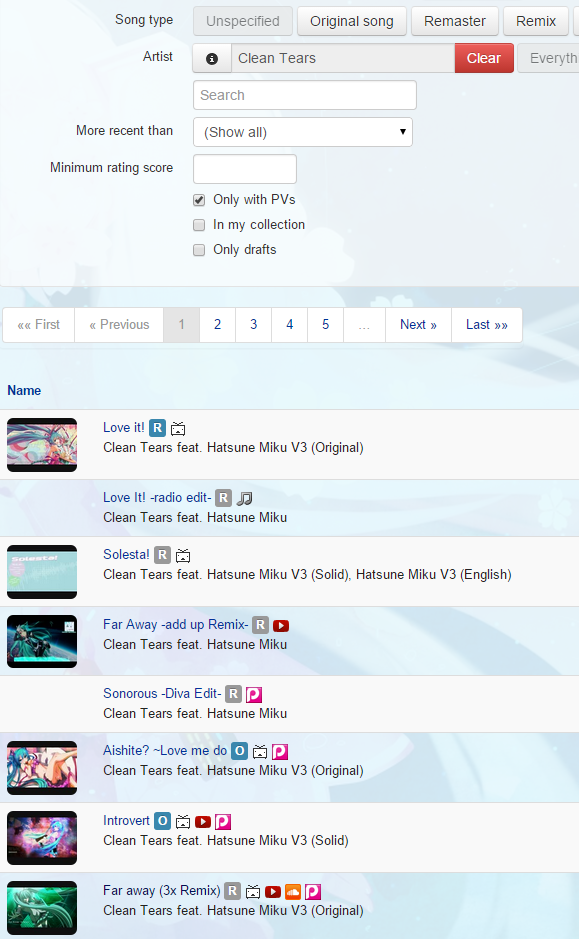 Song type Unspecified Original song Remaster Remix
Artist Clean Tears Clear Everyth
Search
More recent than (Show all)
Minimum rating score
Only with PVs
In my collection
Only drafts
«« First « Previous 1 2 3 4 5 ... Next » Last »»
Name
Love it! R
Clean Tears feat. Hatsune Miku V3 (Original)
Love It! -radio edit- R
Clean Tears feat. Hatsune Miku
Solesta! R
Clean Tears feat. Hatsune Miku V3 (Solid), Hatsune Miku V3 (English)
Far Away -add up Remix- R
Clean Tears feat. Hatsune Miku
Sonorous -Diva Edit- R
Clean Tears feat. Hatsune Miku
Aishite? ~Love me do O
Clean Tears feat. Hatsune Miku V3 (Original)
Introvert O
Clean Tears feat. Hatsune Miku V3 (Solid)
Far away (3x Remix) R
Clean Tears feat. Hatsune Miku V3 (Original)